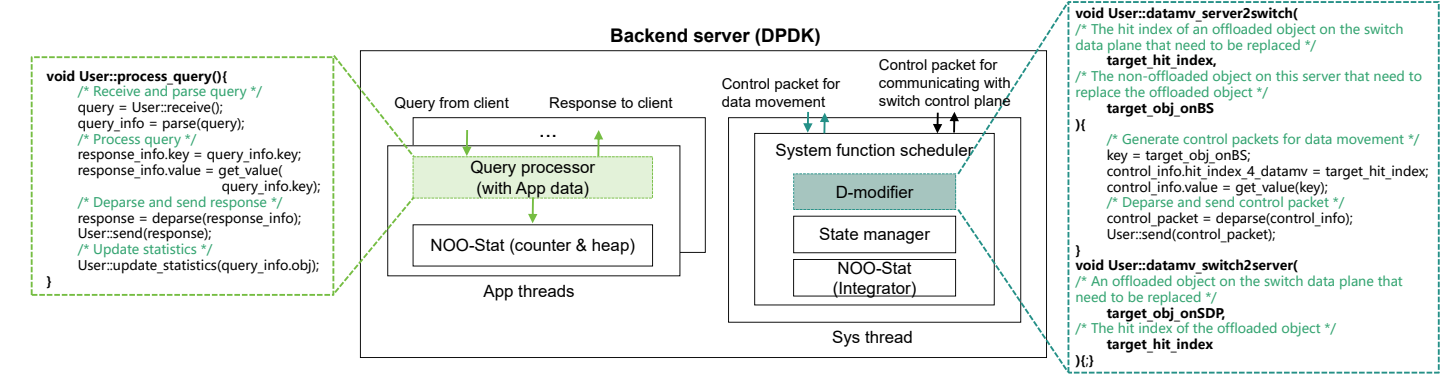 Backend server (DPDK)
void User::process_query(){
/* Receive and parse query */
query = User::receive();
query_info = parse(query);
/* Process query */
response_info.key = query_info.key;
response_info.value = get_value(
query_info.key);
/* Deparse and send response */
response = deparse(response_info);
User::send(response);
/* Update statistics */
User::update_statistics(query_info.obj);
}
Query from client
Response to client
...
Query processor
(with App data)
NOO-Stat (counter & heap)
App threads
Control packet for
data movement
Control packet for
communicating with
switch control plane
System function scheduler
D-modifier
State manager
NOO-Stat
(Integrator)
Sys thread
void User::datamv_server2switch(
/* The hit index of an offloaded object on the switch
data plane that need to be replaced */
target_hit_index,
/* The non-offloaded object on this server that need to
replace the offloaded object */
target_obj_onBS
){
/* Generate control packets for data movement */
key = target_obj_onBS;
control_info.hit_index_4_datamv = target_hit_index;
control_info.value = get_value(key);
/* Deparse and send control packet */
control_packet = deparse(control_info);
User::send(control_packet);
}
void User::datamv_switch2server(
/* An offloaded object on the switch data plane that
need to be replaced */
target_obj_onSDP,
/* The hit index of the offloaded object */
target_hit_index
){;}